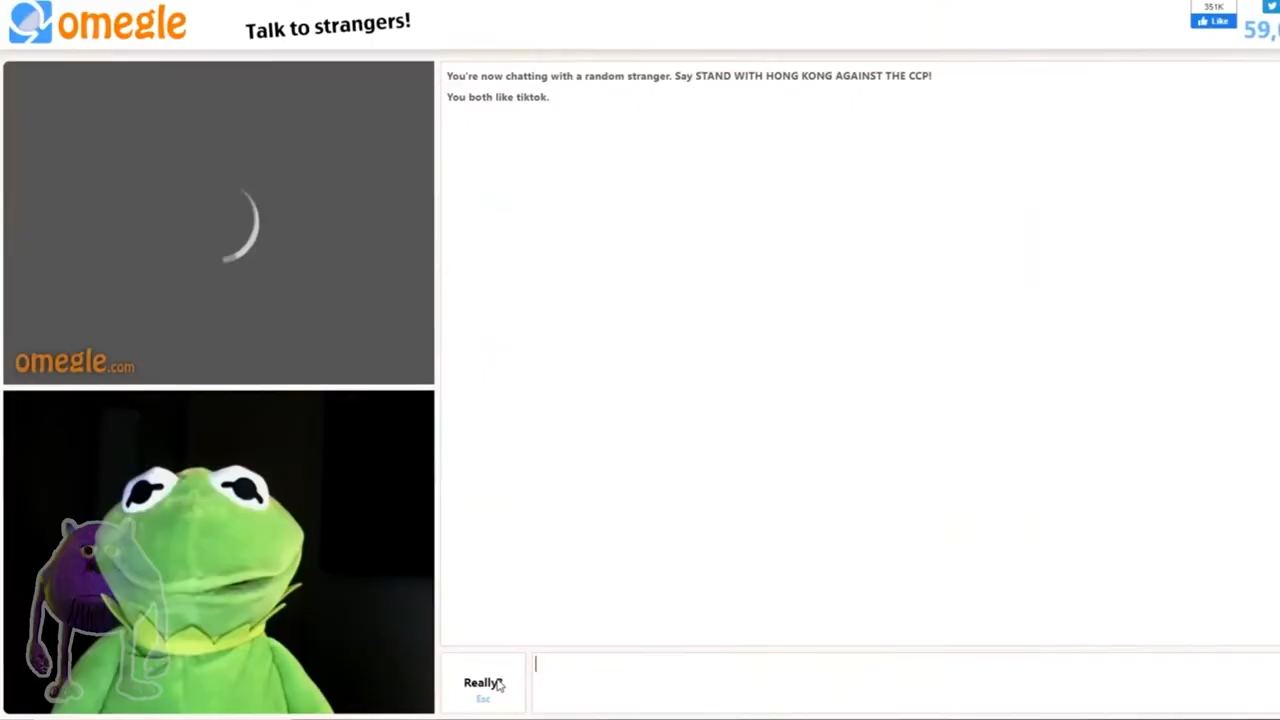 omegle
Talk to strangers!
351K
Like
59,
You're now chatting with a random stranger. Say STAND WITH HONG KONG AGAINST THE CCP!
You both like tiktok.
omegle.com
Really?
Esc